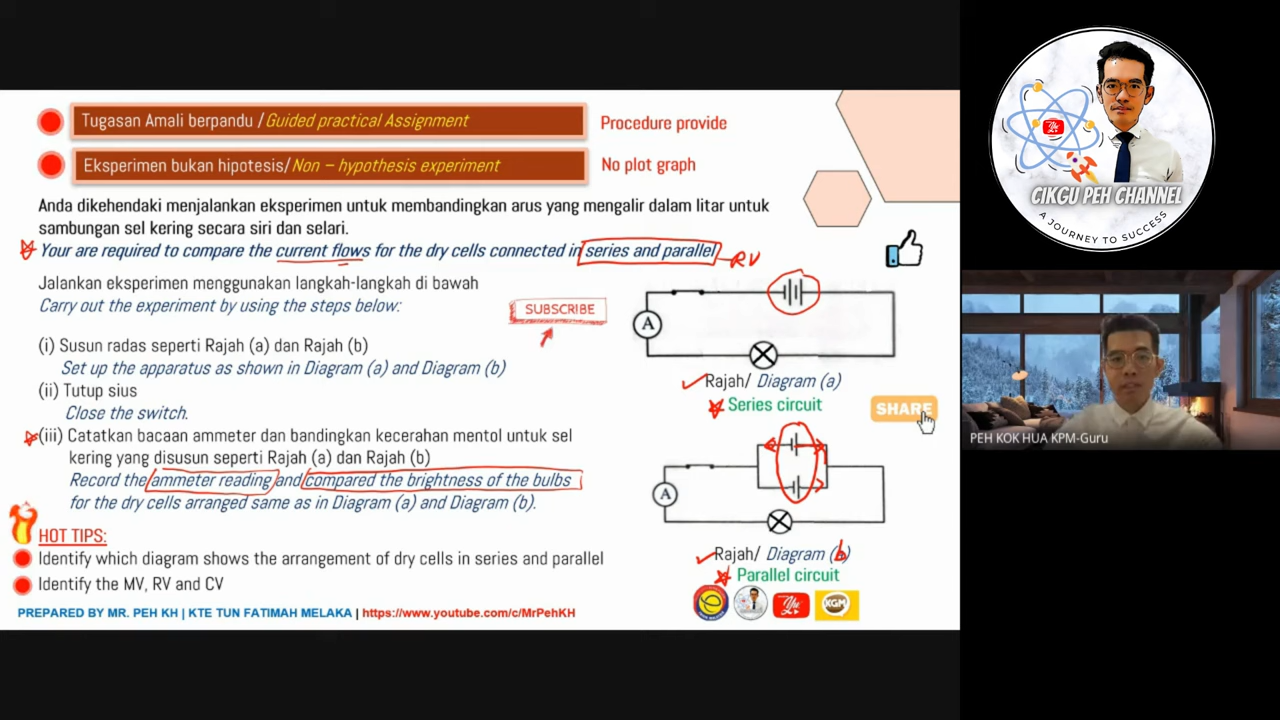 Tugasan Amali berpandu / Guided practical Assignment
Procedure provide
Eksperimen bukan hipotesis/ Non – hypothesis experiment
No plot graph
Anda dikehendaki menjalankan eksperimen untuk membandingkan arus yang mengalir dalam litar untuk
sambungan sel kering secara siri dan selari.
Your are required to compare the current flows for the dry cells connected in series and parallel
RV
Jalankan eksperimen menggunakan langkah-langkah di bawah
Carry out the experiment by using the steps below:
SUBSCRIBE
(i) Susun radas seperti Rajah (a) dan Rajah (b)
Set up the apparatus as shown in Diagram (a) and Diagram (b)
(ii) Tutup sius
Close the switch.
(iii) Catatkan bacaan ammeter dan bandingkan kecerahan mentol untuk sel
kering yang disusun seperti Rajah (a) dan Rajah (b)
Record the ammeter reading and compared the brightness of the bulbs
for the dry cells arranged same as in Diagram (a) and Diagram (b).
HOT TIPS:
Identify which diagram shows the arrangement of dry cells in series and parallel
Identify the MV, RV and CV
PREPARED BY MR. PEH KH | KTE TUN FATIMAH MELAKA | https://www.youtube.com/c/MrPehKH
A
Rajah/ Diagram (a)
Series circuit
SHARE
A
Rajah/ Diagram (b)
Parallel circuit
KGM
CIKGU PEH CHANNEL
A JOURNEY TO SUCCESS
PEH KOK HUA KPM-Guru